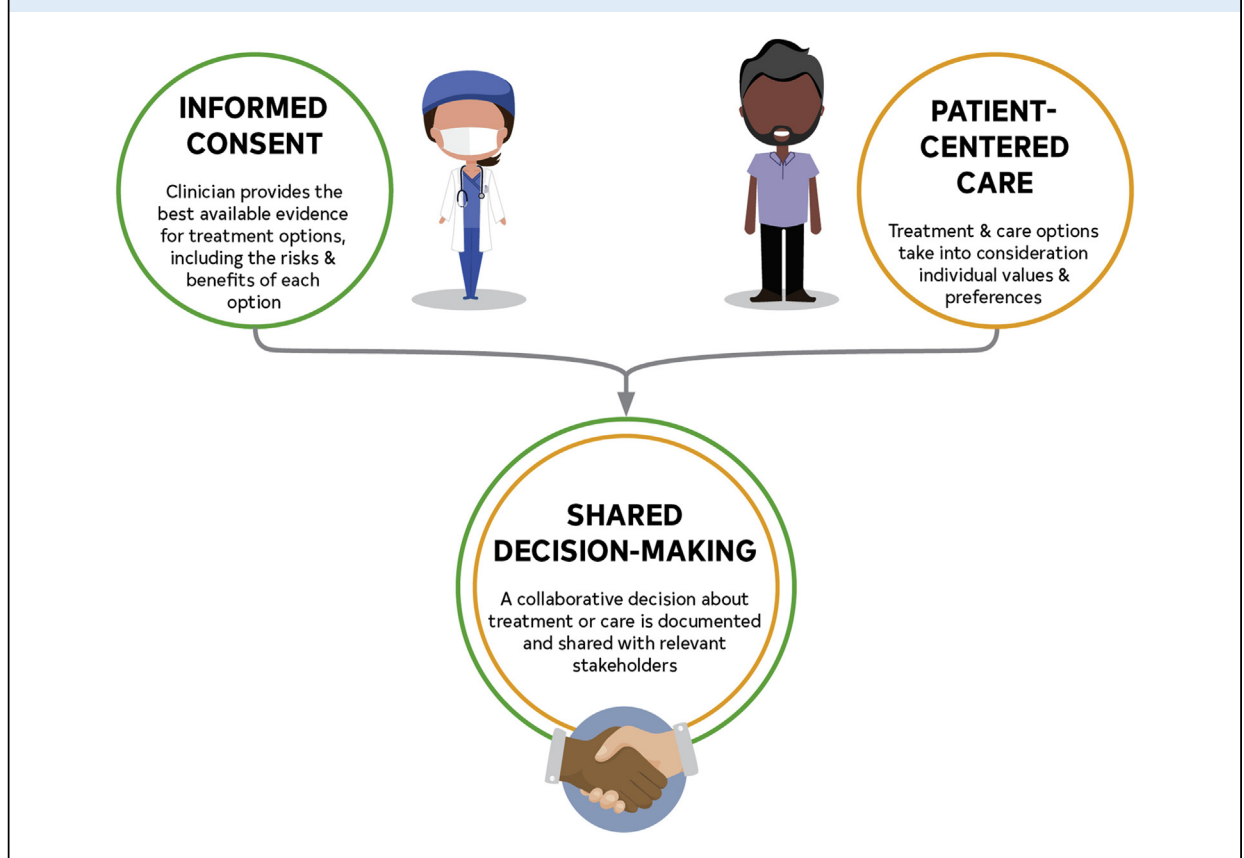 INFORMED
CONSENT
Clinician provides the
best available evidence
for treatment options,
including the risks &
benefits of each
option
PATIENT-
CENTERED
CARE
Treatment & care options
take into consideration
individual values &
preferences
SHARED
DECISION-MAKING
A collaborative decision about
treatment or care is documented
and shared with relevant
stakeholders